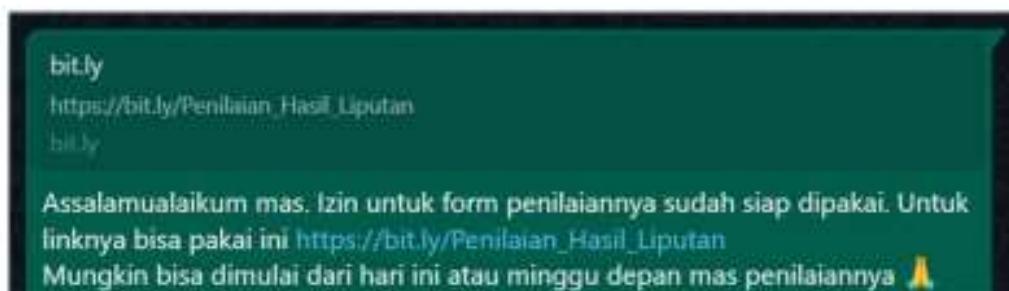 bit.ly
https://bit.ly/Penilaian_Hasil_Liputan
bit.ly
Assalamualaikum mas. Izin untuk form penilaiannya sudah siap dipakai. Untuk
linknya bisa pakai ini https://bit.ly/Penilaian_Hasil_Liputan
Mungkin bisa dimulai dari hari ini atau minggu depan mas penilaiannya 🙏